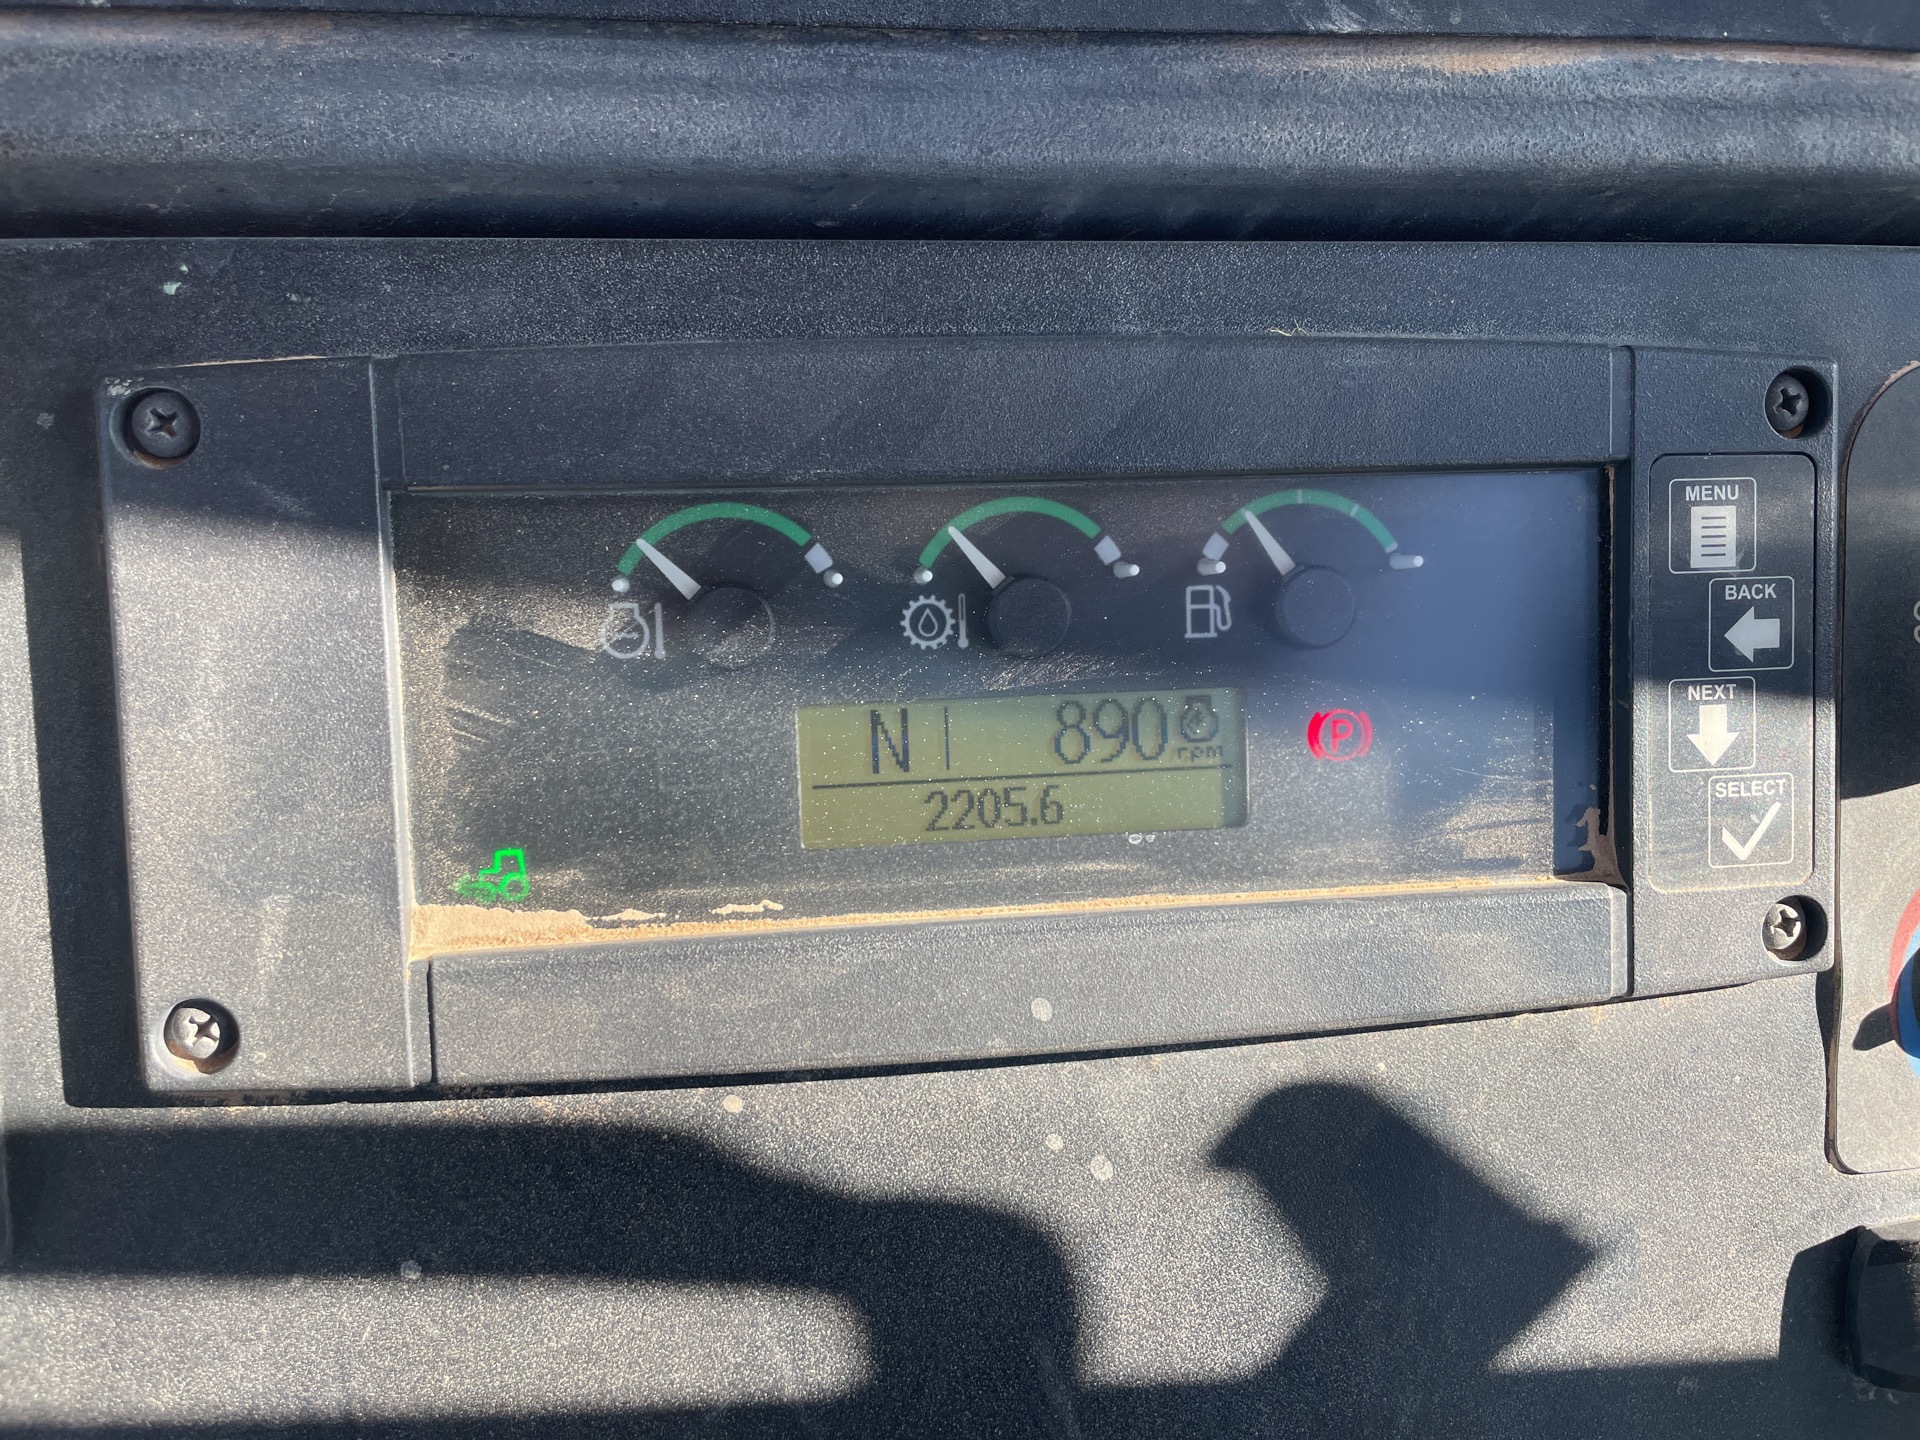 MENU
BACK
NEXT
SELECT
N | 890
rpm
2205.6
P